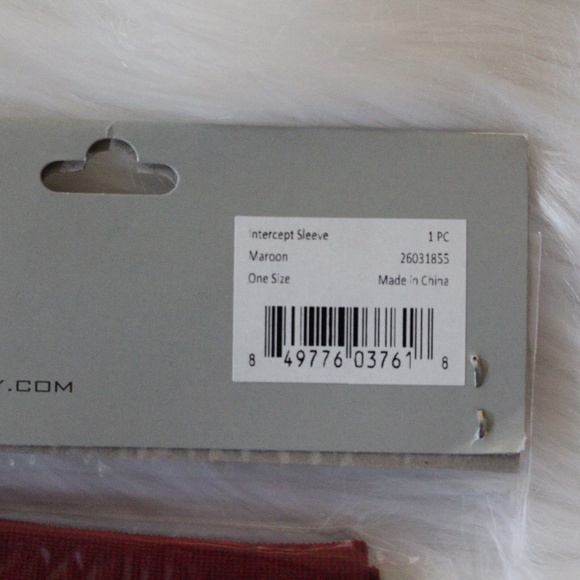 Intercept Sleeve 1 PC
Maroon 26031855
One Size Made in China
8 49776 03761 8
Y.COM